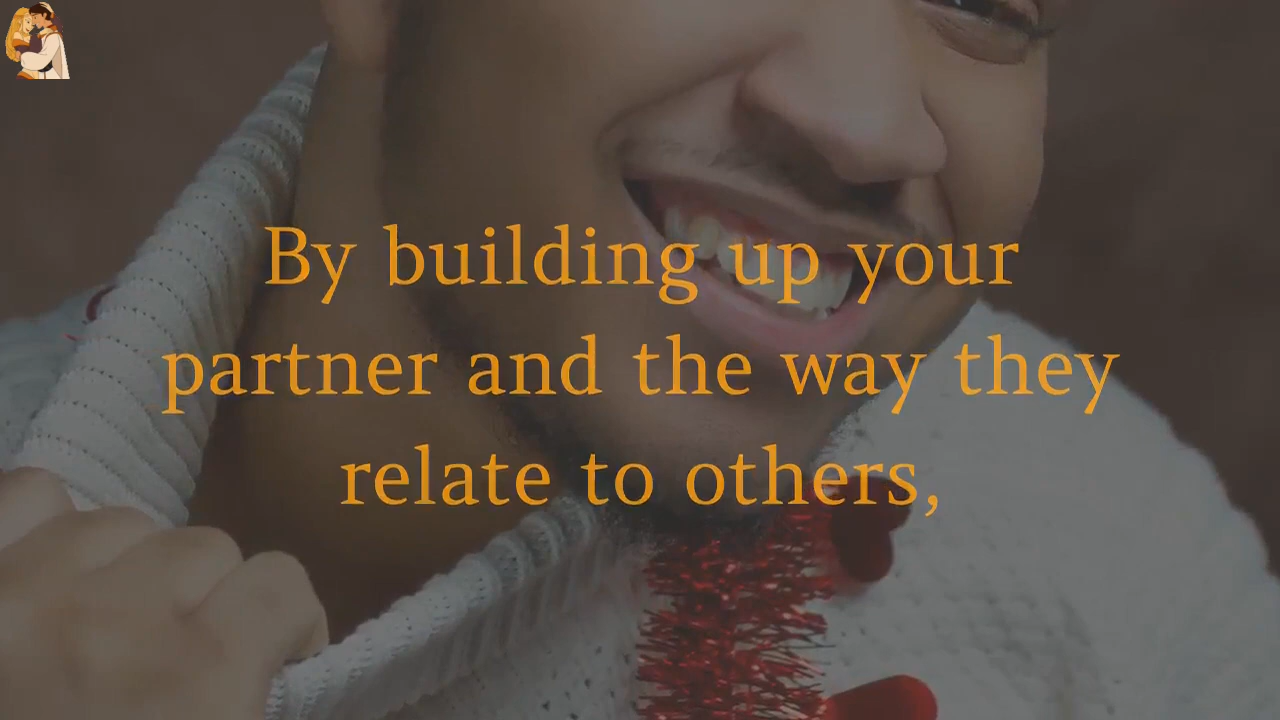 By building up your
partner and the way they
relate to others,